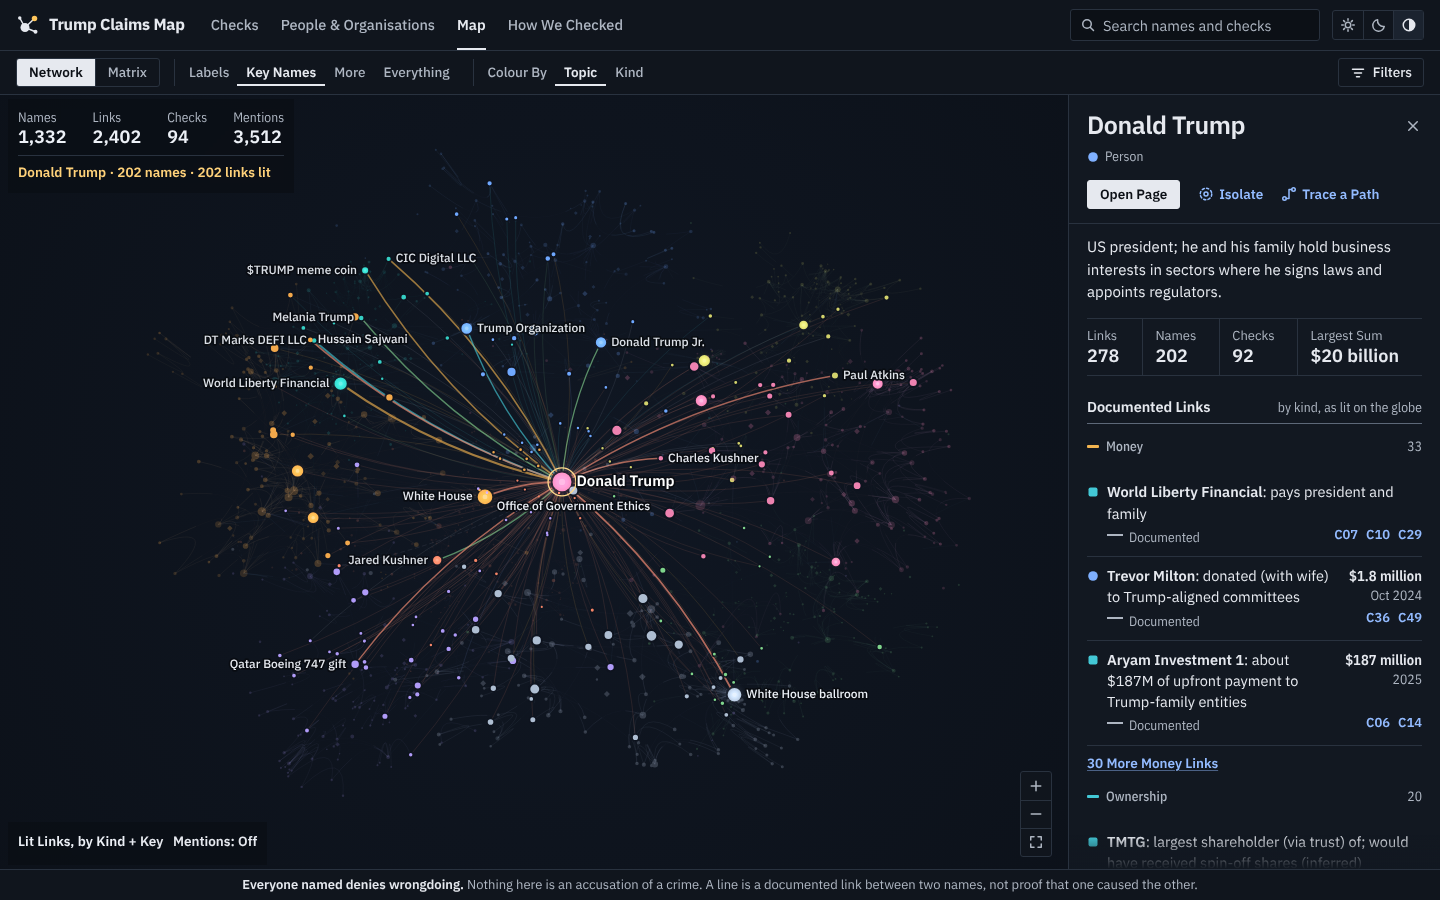 Trump Claims Map
Checks
People & Organisations
Map
How We Checked
Search names and checks
Network
Matrix
Labels
Key Names
More
Everything
Colour By
Topic
Kind
Filters
Names
Links
Checks
Mentions
1,332
2,402
94
3,512
Donald Trump · 202 names · 202 links lit
CIC Digital LLC
$TRUMP meme coin
Melania Trump
Trump Organization
DT Marks DEFI LLC
Hussain Sajwani
Donald Trump Jr.
World Liberty Financial
Paul Atkins
Charles Kushner
Donald Trump
White House
Office of Government Ethics
Jared Kushner
Qatar Boeing 747 gift
White House ballroom
Lit Links, by Kind + Key
Mentions: Off
Donald Trump
Person
Open Page
Isolate
Trace a Path
US president; he and his family hold business
interests in sectors where he signs laws and
appoints regulators.
Links
Names
Checks
Largest Sum
278
202
92
$20 billion
Documented Links
by kind, as lit on the globe
Money
33
World Liberty Financial: pays president and
family
Documented
C07 C10 C29
Trevor Milton: donated (with wife)
$1.8 million
to Trump-aligned committees
Oct 2024
Documented
C36 C49
Aryam Investment 1: about
$187 million
$187M of upfront payment to
2025
Trump-family entities
Documented
C06 C14
30 More Money Links
Ownership
20
TMTG: largest shareholder (via trust) of; would
have received spin-off shares (inferred)
Everyone named denies wrongdoing. Nothing here is an accusation of a crime. A line is a documented link between two names, not proof that one caused the other.